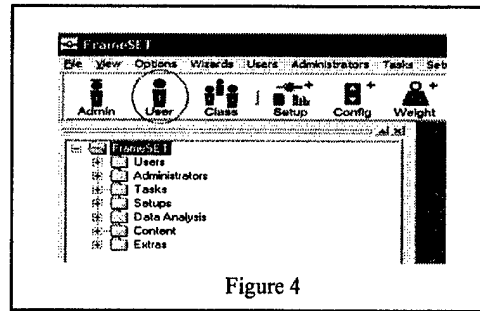 FrameSET
File View Options Wizards Users Administrators Tasks Set
Admin User Class Setup Config Weight
FrameSET
Users
Administrators
Tasks
Setups
Data Analysis
Content
Extras
Figure 4